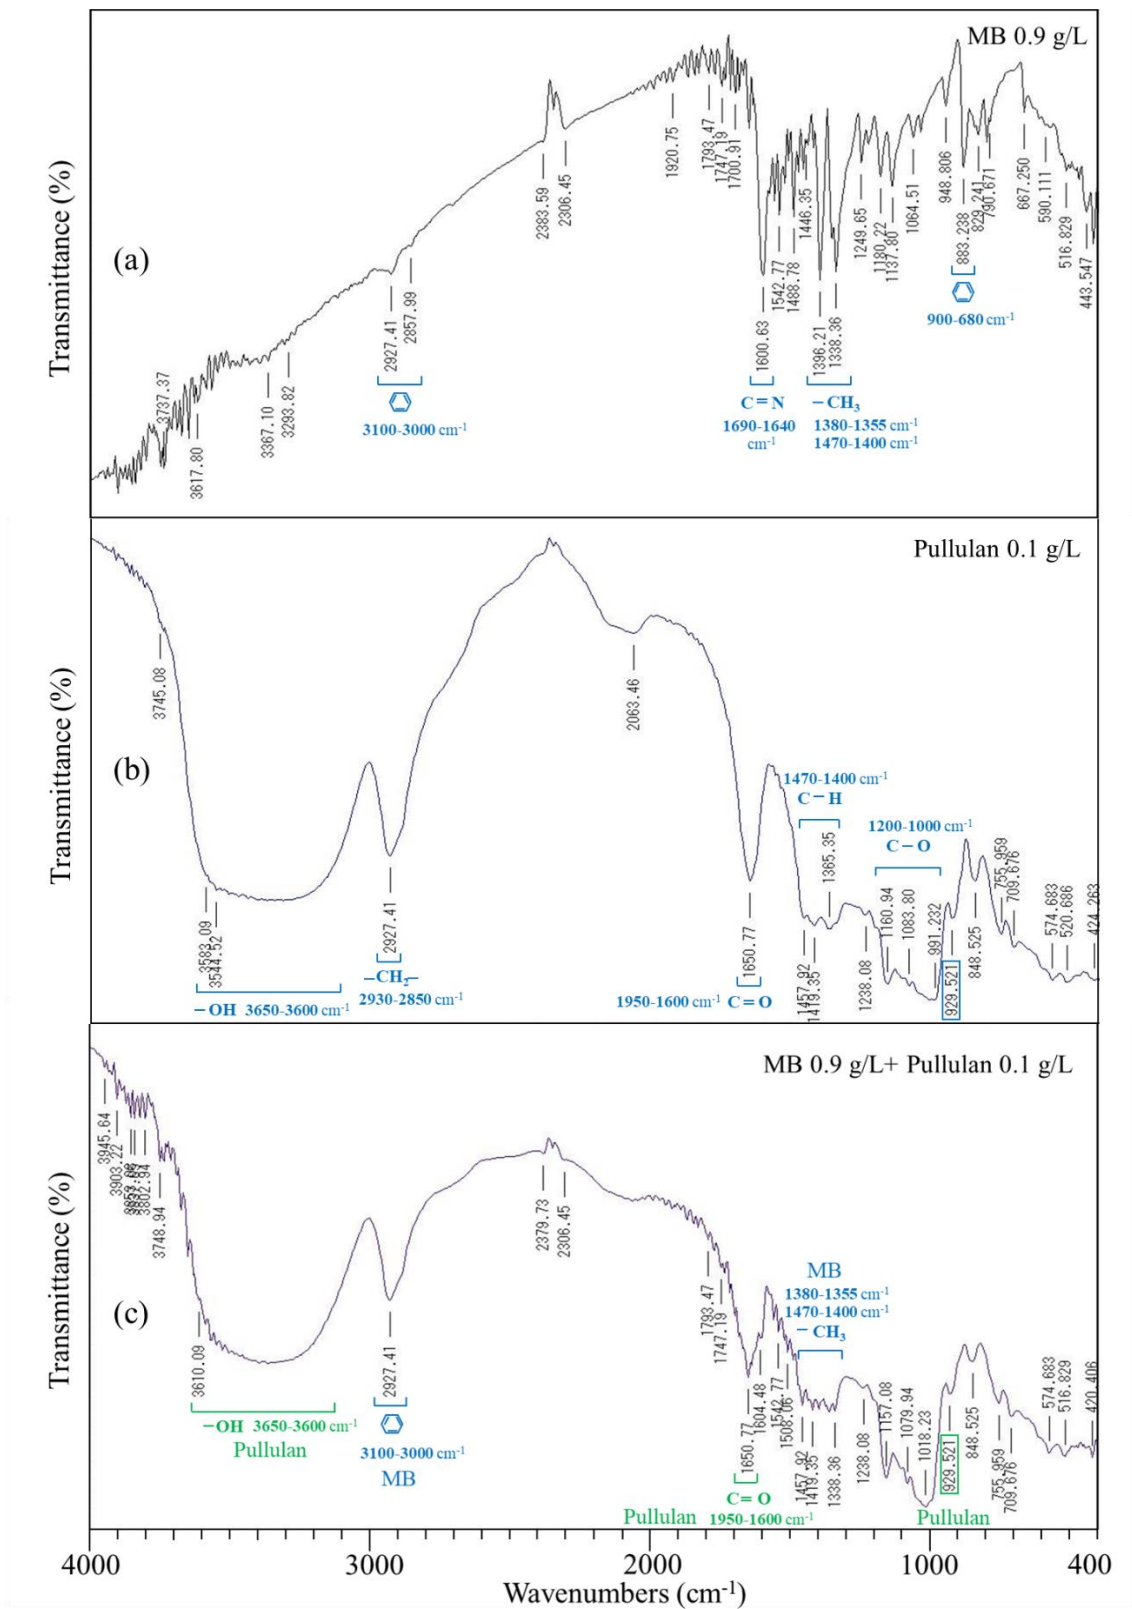 MB 0.9 g/L
Transmittance (%)
(a)
3737.37
3617.80
3367.10
3293.82
2927.41
2857.99
2383.59
2306.45
1920.75
1793.47
1747.19
1700.91
1600.63
1542.77
1488.78
1446.35
1396.21
1338.36
1249.65
1180.22
1137.80
1064.51
948.806
883.238
829.241
790.671
667.250
590.111
516.829
443.547
3100-3000 cm-1
C=N
1690-1640
cm-1
−CH3
1380-1355 cm-1
1470-1400 cm-1
900-680 cm-1
Pullulan 0.1 g/L
Transmittance (%)
(b)
3745.08
3583.09
3544.52
2927.41
2063.46
1650.77
1457.92
1419.35
1365.35
1238.08
1160.94
1083.80
991.232
929.521
848.525
755.959
709.676
574.683
520.686
424.263
−OH 3650-3600 cm-1
−CH2−
2930-2850 cm-1
1950-1600 cm-1 C=O
1470-1400 cm-1
C−H
1200-1000 cm-1
C−O
MB 0.9 g/L+ Pullulan 0.1 g/L
Transmittance (%)
(c)
3945.64
3903.22
3802.94
3748.94
3610.09
2927.41
2379.73
2306.45
1793.47
1747.19
1650.77
1604.48
1542.77
1508.06
1457.92
1419.35
1338.36
1238.08
1157.08
1079.94
1018.23
929.521
848.525
755.959
709.676
574.683
516.829
420.406
−OH 3650-3600 cm-1
Pullulan
3100-3000 cm-1
MB
MB
1380-1355 cm-1
1470-1400 cm-1
−CH3
C=O
Pullulan 1950-1600 cm-1
Pullulan
4000 3000 2000 1000 400
Wavenumbers (cm-1)